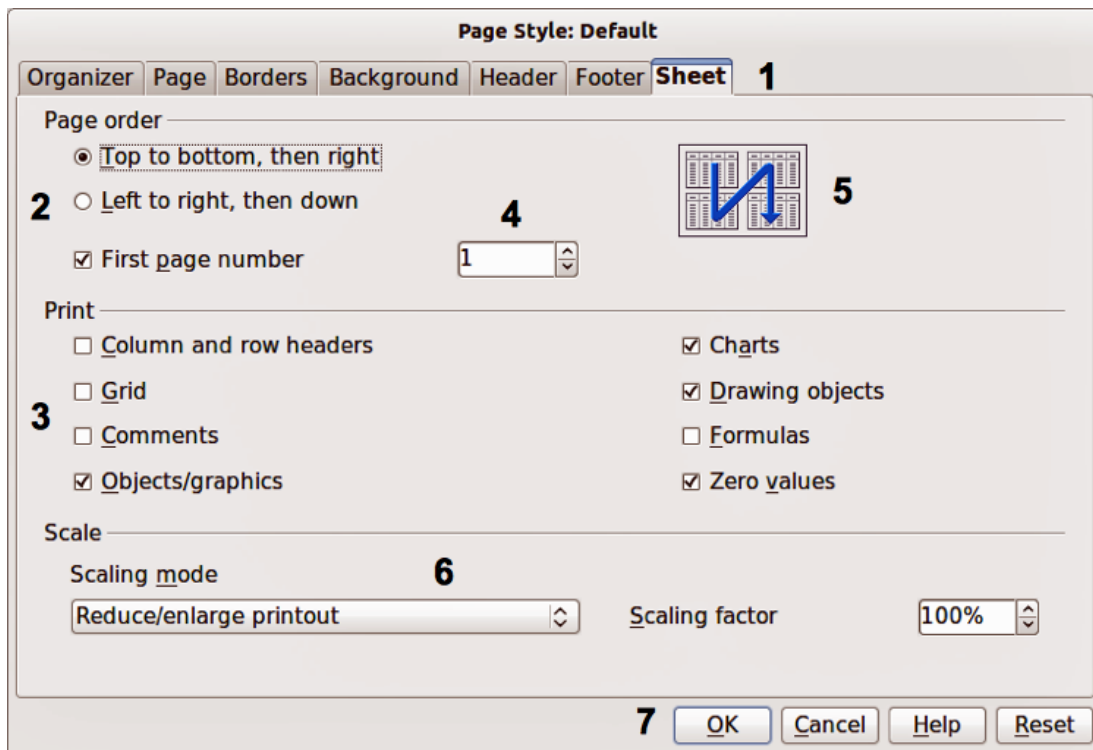 Page Style: Default
Organizer Page Borders Background Header Footer Sheet 1
Page order
Top to bottom, then right
2 Left to right, then down 4 5
First page number 1
Print
Column and row headers Charts
Grid Drawing objects
3
Comments Formulas
Objects/graphics Zero values
Scale
Scaling mode 6
Reduce/enlarge printout Scaling factor 100%
7 OK Cancel Help Reset